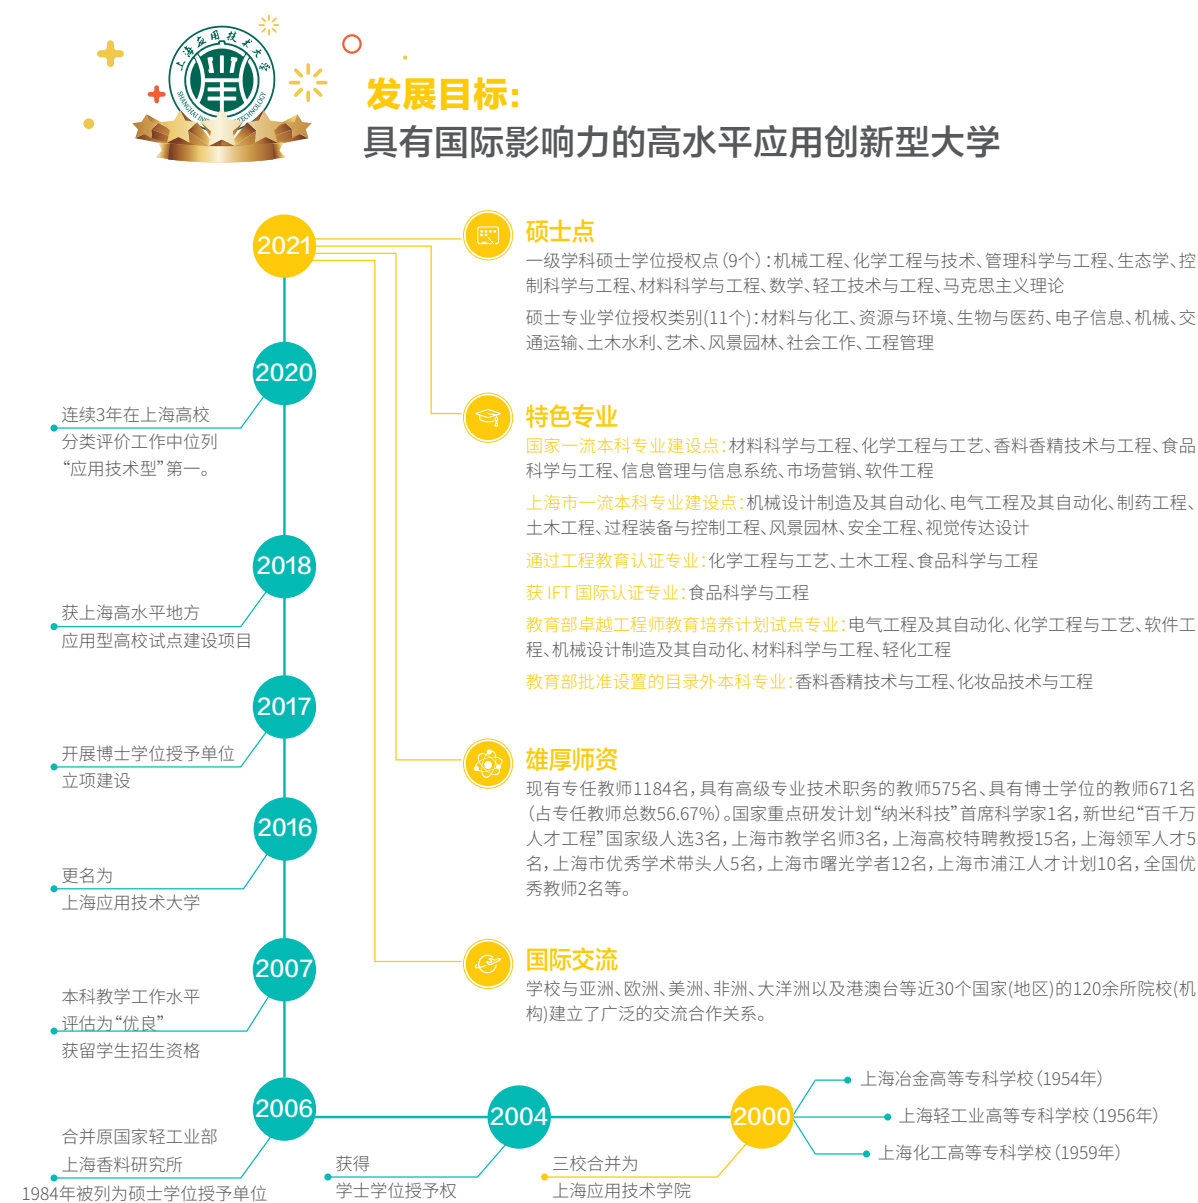 上海应用技术大学
发展目标:
具有国际影响力的高水平应用创新型大学
2021
硕士点
一级学科硕士学位授权点(9个):机械工程、化学工程与技术、管理科学与工程、生态学、控
制科学与工程、材料科学与工程、数学、轻工技术与工程、马克思主义理论
硕士专业学位授权类别(11个):材料与化工、资源与环境、生物与医药、电子信息、机械、交
通运输、土木水利、艺术、风景园林、社会工作、工程管理
特色专业
国家一流本科专业建设点:材料科学与工程、化学工程与工艺、香料香精技术与工程、食品
科学与工程、信息管理与信息系统、市场营销、软件工程
上海市一流本科专业建设点:机械设计制造及其自动化、电气工程及其自动化、制药工程、
土木工程、过程装备与控制工程、风景园林、安全工程、视觉传达设计
通过工程教育认证专业:化学工程与工艺、土木工程、食品科学与工程
获 IFT 国际认证专业:食品科学与工程
教育部卓越工程师教育培养计划试点专业:电气工程及其自动化、化学工程与工艺、软件工
程、机械设计制造及其自动化、材料科学与工程、轻化工程
教育部批准设置的目录外本科专业:香料香精技术与工程、化妆品技术与工程
雄厚师资
现有专任教师1184名,具有高级专业技术职务的教师575名、具有博士学位的教师671名
(占专任教师总数56.67%)。国家重点研发计划“纳米科技”首席科学家1名,新世纪“百千万
人才工程”国家级人选3名,上海市教学名师3名,上海高校特聘教授15名,上海领军人才5
名,上海市优秀学术带头人5名,上海市曙光学者12名,上海市浦江人才计划10名,全国优
秀教师2名等。
国际交流
学校与亚洲、欧洲、美洲、非洲、大洋洲以及港澳台等近30个国家(地区)的120余所院校(机
构)建立了广泛的交流合作关系。
2020
连续3年在上海高校
分类评价工作中位列
“应用技术型”第一。
2018
获上海高水平地方
应用型高校试点建设项目
2017
开展博士学位授予单位
立项建设
2016
更名为
上海应用技术大学
2007
本科教学工作水平
评估为“优良”
获留学生招生资格
2006
合并原国家轻工业部
上海香料研究所
1984年被列为硕士学位授予单位
2004
获得
学士学位授予权
2000
三校合并为
上海应用技术学院
上海冶金高等专科学校(1954年)
上海轻工业高等专科学校(1956年)
上海化工高等专科学校(1959年)